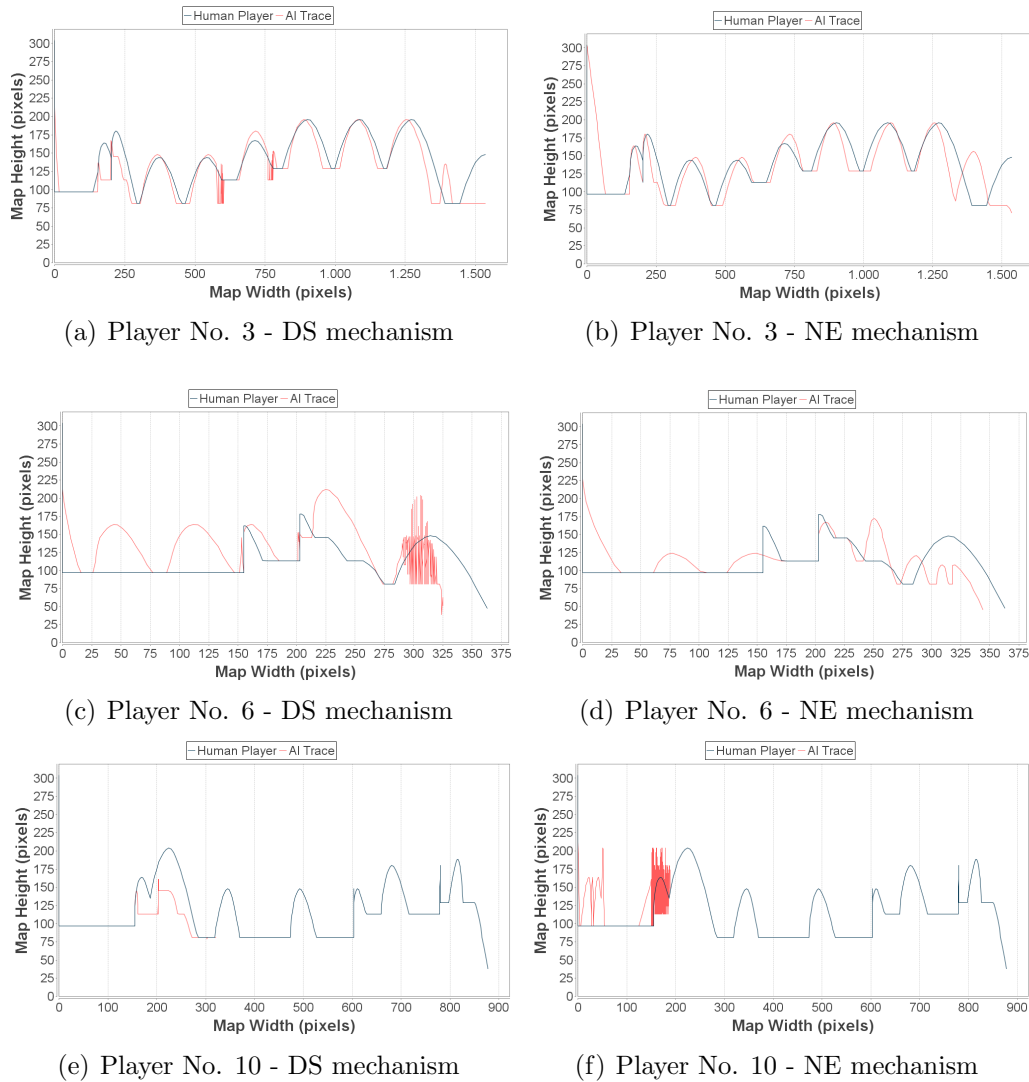 Human Player AI Trace
Human Player AI Trace
Map Height (pixels)
300
275
250
225
200
175
150
125
100
75
50
25
0
0 250 500 750 1.000 1.250 1.500
Map Width (pixels)
Map Height (pixels)
300
275
250
225
200
175
150
125
100
75
50
25
0
0 250 500 750 1.000 1.250 1.500
Map Width (pixels)
(a) Player No. 3 - DS mechanism
(b) Player No. 3 - NE mechanism
Human Player AI Trace
Human Player AI Trace
Map Height (pixels)
300
275
250
225
200
175
150
125
100
75
50
25
0
0 25 50 75 100 125 150 175 200 225 250 275 300 325 350 375
Map Width (pixels)
Map Height (pixels)
300
275
250
225
200
175
150
125
100
75
50
25
0
0 25 50 75 100 125 150 175 200 225 250 275 300 325 350 375
Map Width (pixels)
(c) Player No. 6 - DS mechanism
(d) Player No. 6 - NE mechanism
Human Player AI Trace
Human Player AI Trace
Map Height (pixels)
300
275
250
225
200
175
150
125
100
75
50
25
0
0 100 200 300 400 500 600 700 800 900
Map Width (pixels)
Map Height (pixels)
300
275
250
225
200
175
150
125
100
75
50
25
0
0 100 200 300 400 500 600 700 800 900
Map Width (pixels)
(e) Player No. 10 - DS mechanism
(f) Player No. 10 - NE mechanism